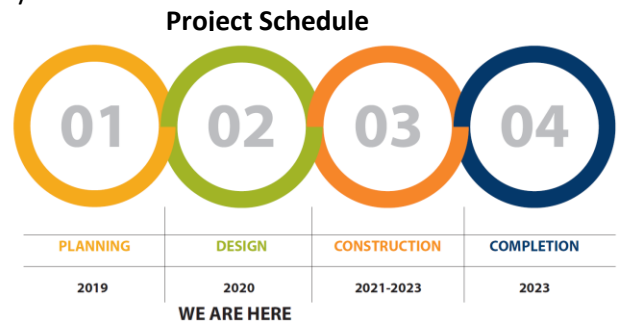 Project Schedule
01 02 03 04
PLANNING DESIGN CONSTRUCTION COMPLETION
2019 2020 2021-2023 2023
WE ARE HERE